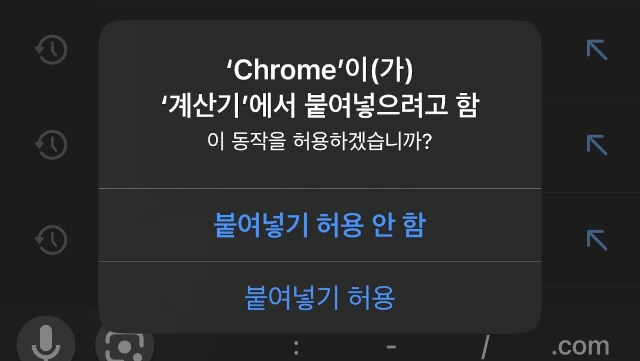 ‘Chrome’이(가)
‘계산기’에서 붙여넣으려고 함
이 동작을 허용하겠습니까?
붙여넣기 허용 안 함
붙여넣기 허용
: - / .com